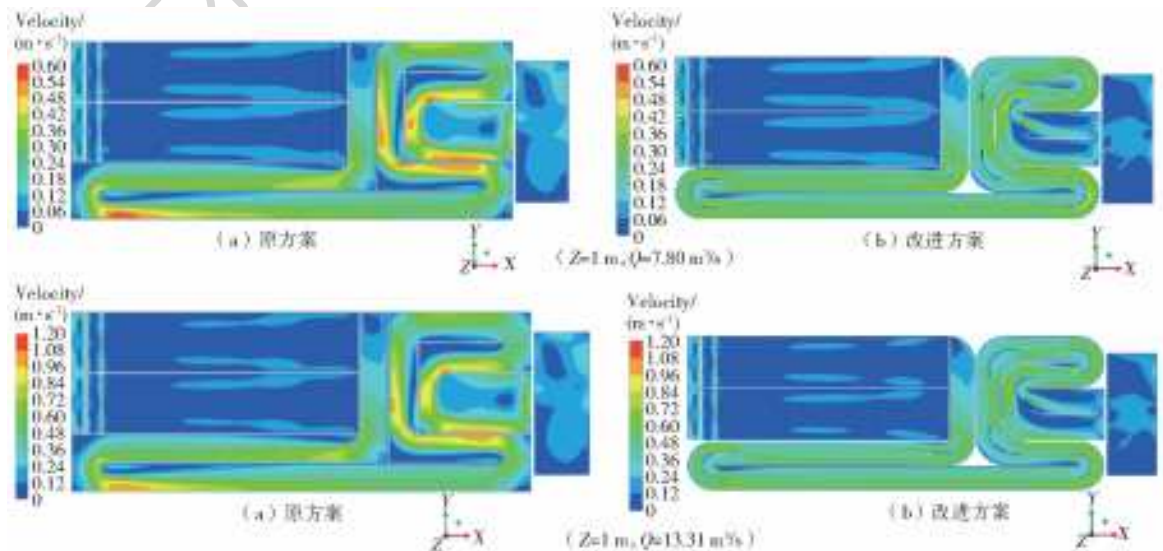 Velocity/
(m·s⁻¹)
0.60
0.54
0.48
0.42
0.36
0.30
0.24
0.18
0.12
0.06
0
(a)原方案
Y
Z X
Velocity/
(m·s⁻¹)
0.60
0.54
0.48
0.42
0.36
0.30
0.24
0.18
0.12
0.06
0
(b)改进方案
Y
Z X
(Z=1 m, Q=7.80 m³/s)
Velocity/
(m·s⁻¹)
1.20
1.08
0.96
0.84
0.72
0.60
0.48
0.36
0.24
0.12
0
(a)原方案
Y
Z X
Velocity/
(m·s⁻¹)
1.20
1.08
0.96
0.84
0.72
0.60
0.48
0.36
0.24
0.12
0
(b)改进方案
Y
Z X
(Z=1 m, Q=13.31 m³/s)